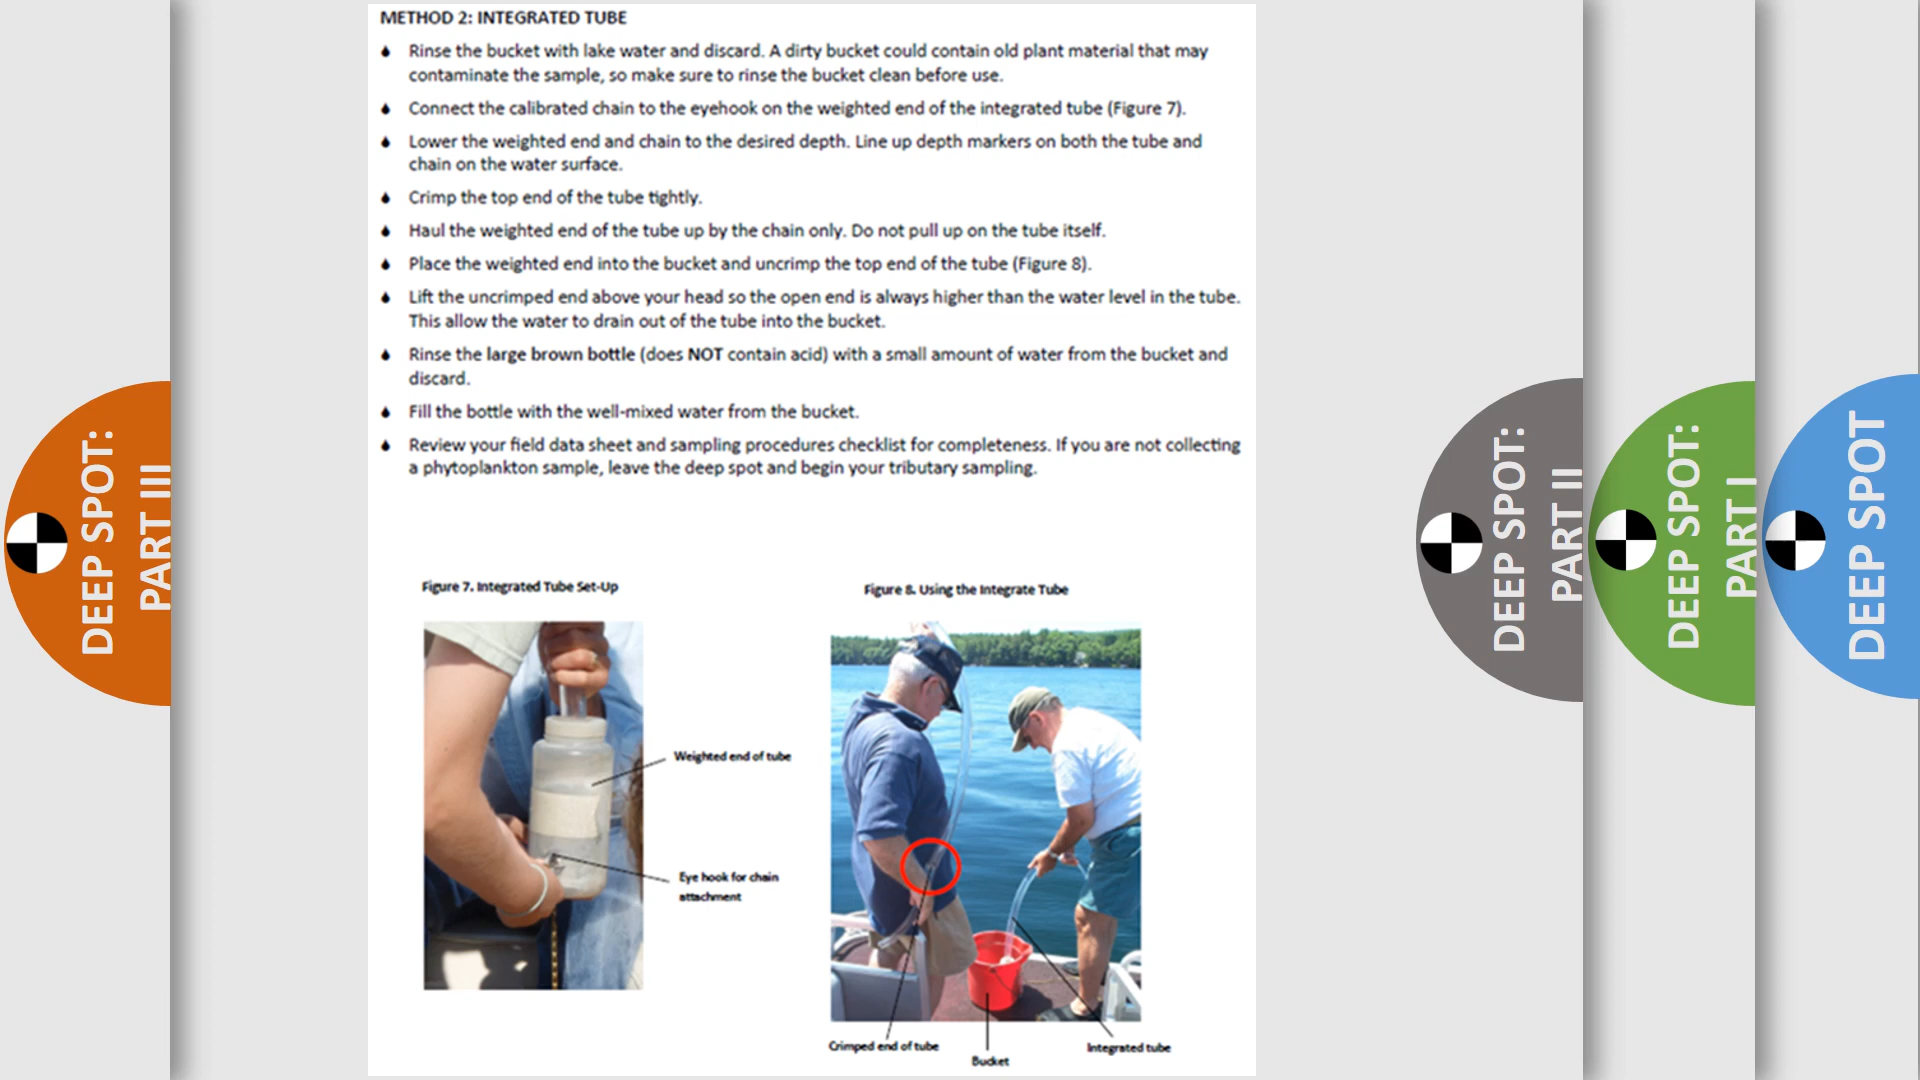 METHOD 2: INTEGRATED TUBE
Rinse the bucket with lake water and discard. A dirty bucket could contain old plant material that may
contaminate the sample, so make sure to rinse the bucket clean before use.
Connect the calibrated chain to the eyehook on the weighted end of the integrated tube (Figure 7).
Lower the weighted end and chain to the desired depth. Line up depth markers on both the tube and
chain on the water surface.
Crimp the top end of the tube tightly.
Haul the weighted end of the tube up by the chain only. Do not pull up on the tube itself.
Place the weighted end into the bucket and uncrimp the top end of the tube (Figure 8).
Lift the uncrimped end above your head so the open end is always higher than the water level in the tube.
This allow the water to drain out of the tube into the bucket.
Rinse the large brown bottle (does NOT contain acid) with a small amount of water from the bucket and
discard.
Fill the bottle with the well-mixed water from the bucket.
Review your field data sheet and sampling procedures checklist for completeness. If you are not collecting
a phytoplankton sample, leave the deep spot and begin your tributary sampling.
Figure 7. Integrated Tube Set-Up
Figure 8. Using the Integrate Tube
Weighted end of tube
Eye hook for chain
attachment
Crimped end of tube
Bucket
Integrated tube
DEEP SPOT:
PART III
DEEP SPOT:
PART II
DEEP SPOT:
PART I
DEEP SPOT